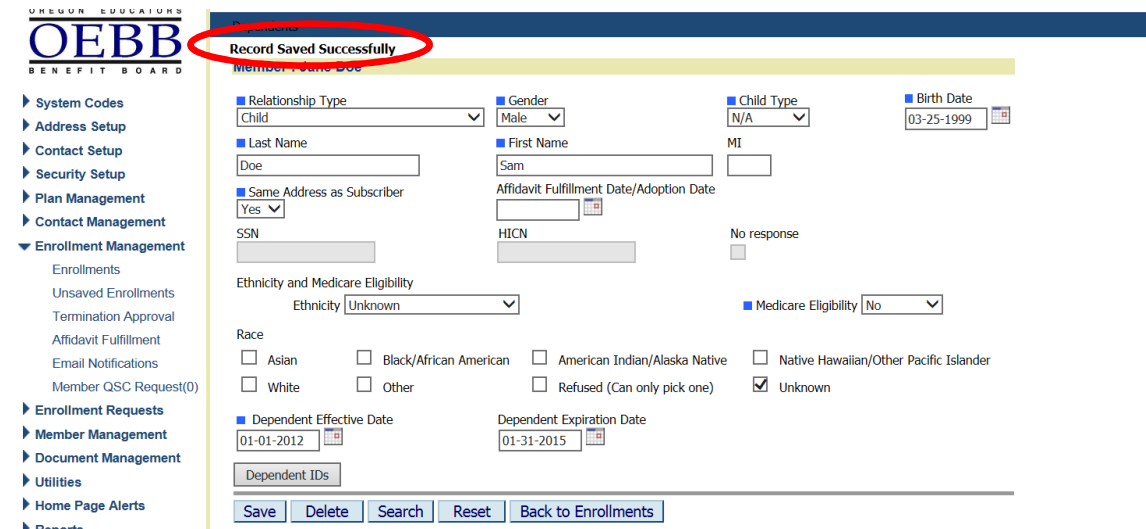 OREGON EDUCATORS
OEBB
BENEFIT BOARD
System Codes
Address Setup
Contact Setup
Security Setup
Plan Management
Contact Management
Enrollment Management
Enrollments
Unsaved Enrollments
Termination Approval
Affidavit Fulfillment
Email Notifications
Member QSC Request(0)
Enrollment Requests
Member Management
Document Management
Utilities
Home Page Alerts
Reports
Dependents
Record Saved Successfully
Member : Jane Doe
Relationship Type Gender Child Type Birth Date
Child Male N/A 03-25-1999
Last Name First Name MI
Doe Sam
Same Address as Subscriber Affidavit Fulfillment Date/Adoption Date
Yes
SSN HICN No response
Ethnicity and Medicare Eligibility
Ethnicity Unknown Medicare Eligibility No
Race
Asian Black/African American American Indian/Alaska Native Native Hawaiian/Other Pacific Islander
White Other Refused (Can only pick one) Unknown
Dependent Effective Date Dependent Expiration Date
01-01-2012 01-31-2015
Dependent IDs
Save Delete Search Reset Back to Enrollments